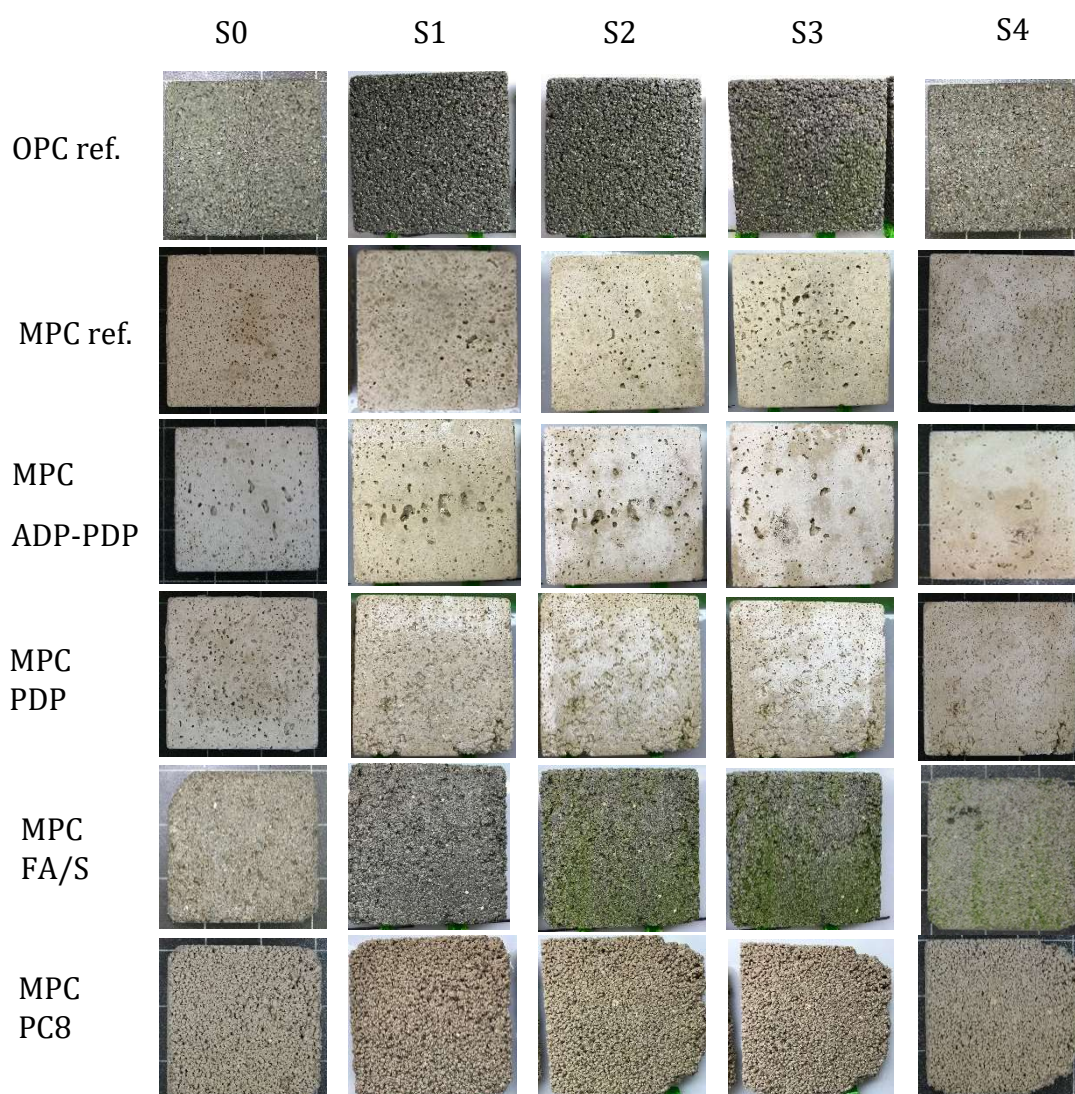 S0 S1 S2 S3 S4
OPC ref.
MPC ref.
MPC
ADP-PDP
MPC
PDP
MPC
FA/S
MPC
PC8